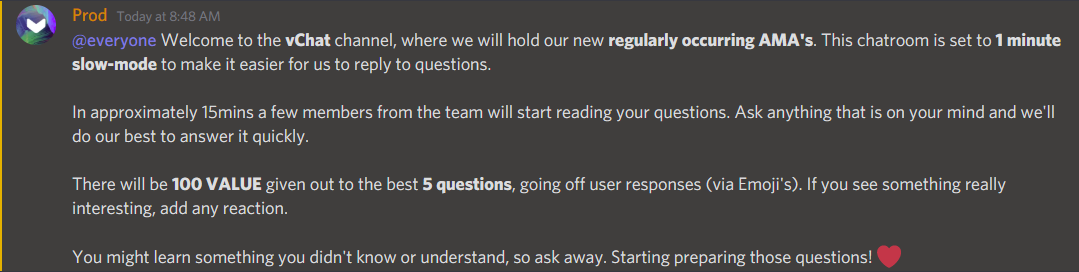 Prod Today at 8:48 AM
@everyone Welcome to the vChat channel, where we will hold our new regularly occurring AMA's. This chatroom is set to 1 minute
slow-mode to make it easier for us to reply to questions.
In approximately 15mins a few members from the team will start reading your questions. Ask anything that is on your mind and we'll
do our best to answer it quickly.
There will be 100 VALUE given out to the best 5 questions, going off user responses (via Emoji's). If you see something really
interesting, add any reaction.
You might learn something you didn't know or understand, so ask away. Starting preparing those questions! ❤️